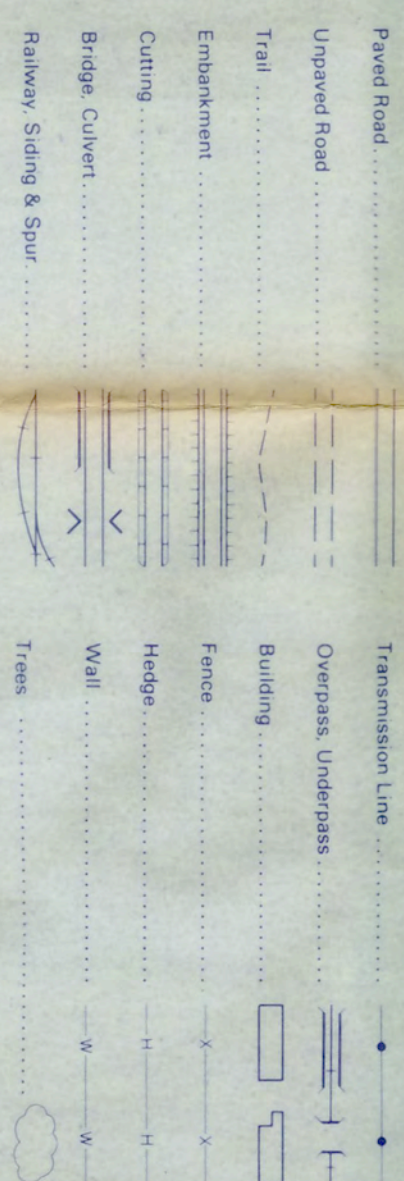 Paved Road . . . . . . . . . . . . . . . . .
Unpaved Road . . . . . . . . . . . . . . .
Trail . . . . . . . . . . . . . . . . . . . . . . .
Embankment . . . . . . . . . . . . . . . .
Cutting . . . . . . . . . . . . . . . . . . . . .
Bridge, Culvert. . . . . . . . . . . . . . .
Railway, Siding & Spur. . . . . . . . .
Transmission Line . . . . . . . . . . . .
Overpass, Underpass . . . . . . . . . .
Building . . . . . . . . . . . . . . . . . . . .
Fence . . . . . . . . . . . . . . . . . . . . . . X X
Hedge . . . . . . . . . . . . . . . . . . . . . . H H
Wall . . . . . . . . . . . . . . . . . . . . . . . W W
Trees . . . . . . . . . . . . . . . . . . . . . . . . . . .